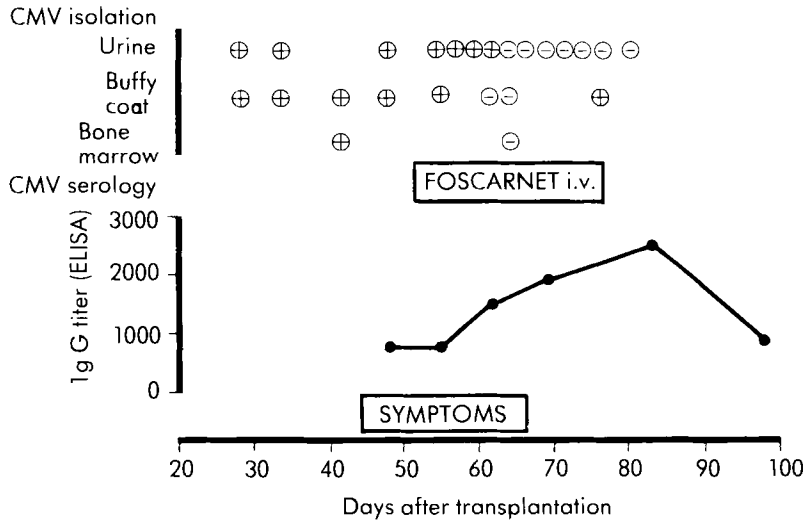 CMV isolation
Urine
Buffy
coat
Bone
marrow
CMV serology
FOSCARNET i.v.
1g G titer (ELISA)
3000
2000
1000
0
SYMPTOMS
20 30 40 50 60 70 80 90 100
Days after transplantation